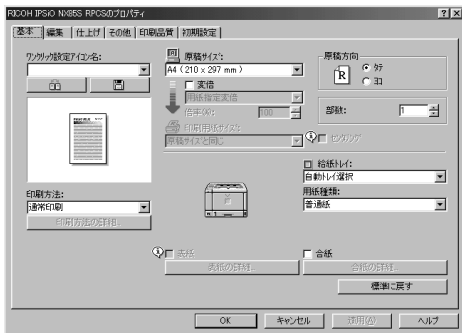 RICOH IPSiO NX85S RPCSのプロパティ
基本 編集 仕上げ その他 印刷品質 初期設定
ワンクリック設定アイコン名:
原稿サイズ:
A4 (210 x 297 mm)
変倍
用紙指定変倍
倍率(%): 100
印刷用紙サイズ:
原稿サイズと同じ
原稿方向
R
タテ
ヨコ
部数: 1
印刷方法:
通常印刷
印刷方法の詳細...
給紙トレイ:
自動トレイ選択
用紙種類:
普通紙
表紙
表紙の詳細...
合紙
合紙の詳細...
標準に戻す
OK キャンセル 適用(A) ヘルプ